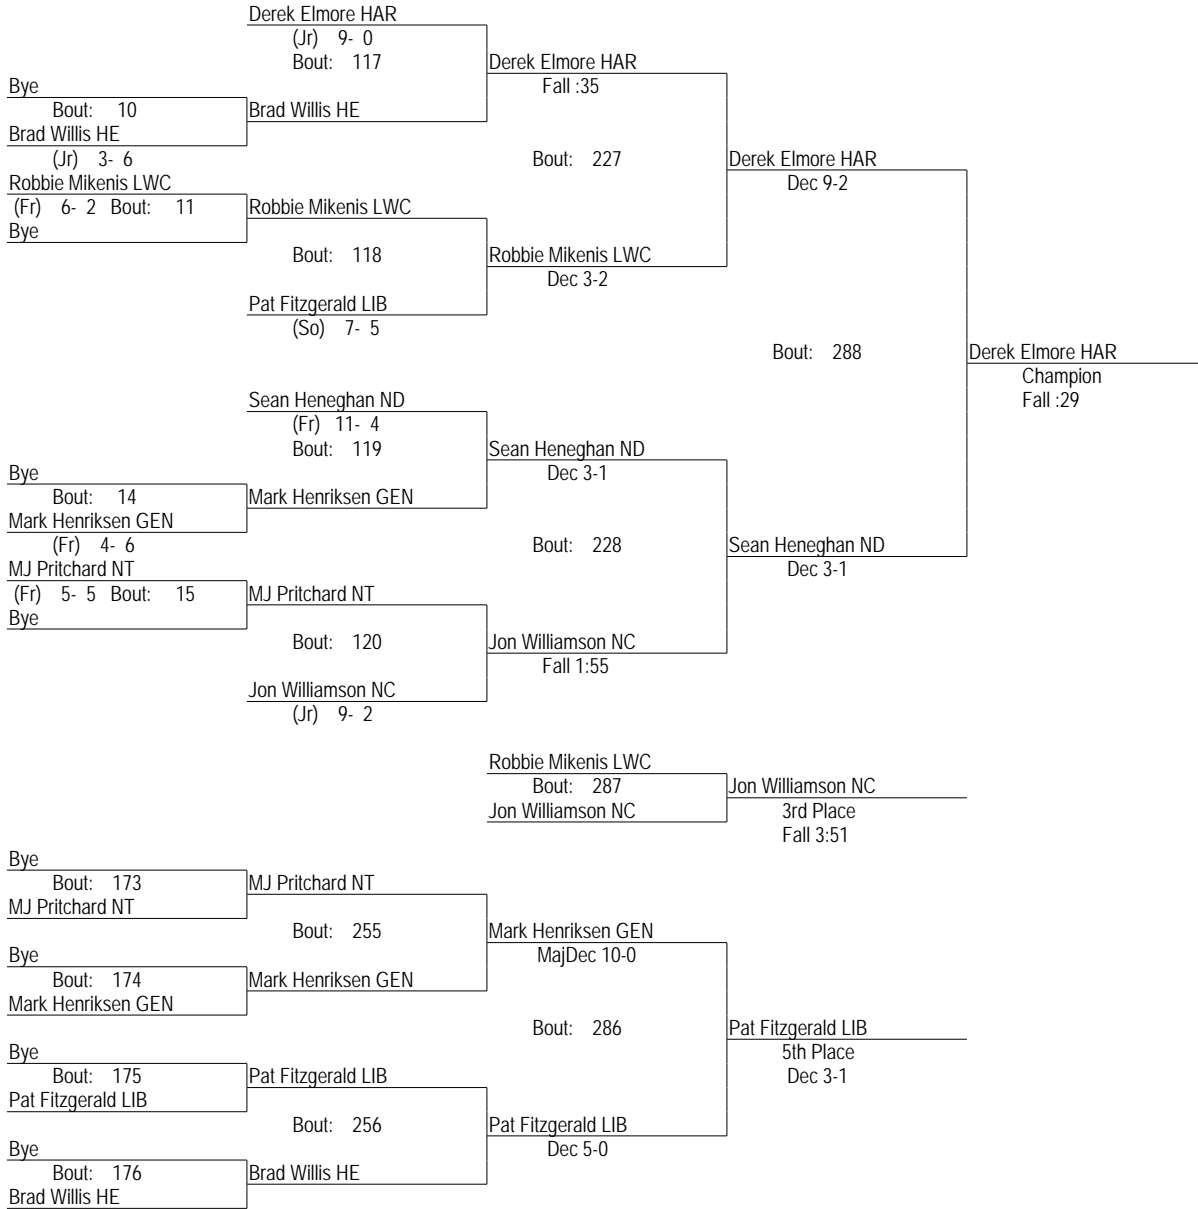 Derek Elmore HAR
(Jr) 9- 0
Bout: 117
Derek Elmore HAR
Fall :35
Bye
Bout: 10
Brad Willis HE
Brad Willis HE
(Jr) 3- 6
Bout: 227
Derek Elmore HAR
Dec 9-2
Robbie Mikenis LWC
(Fr) 6- 2 Bout: 11
Robbie Mikenis LWC
Bye
Bout: 118
Robbie Mikenis LWC
Dec 3-2
Pat Fitzgerald LIB
(So) 7- 5
Bout: 288
Derek Elmore HAR
Champion
Fall :29
Sean Heneghan ND
(Fr) 11- 4
Bout: 119
Sean Heneghan ND
Dec 3-1
Bye
Bout: 14
Mark Henriksen GEN
Mark Henriksen GEN
(Fr) 4- 6
Bout: 228
Sean Heneghan ND
Dec 3-1
MJ Pritchard NT
(Fr) 5- 5 Bout: 15
MJ Pritchard NT
Bye
Bout: 120
Jon Williamson NC
Fall 1:55
Jon Williamson NC
(Jr) 9- 2
Robbie Mikenis LWC
Bout: 287
Jon Williamson NC
Jon Williamson NC
3rd Place
Fall 3:51
Bye
Bout: 173
MJ Pritchard NT
MJ Pritchard NT
Bout: 255
Mark Henriksen GEN
MajDec 10-0
Bye
Bout: 174
Mark Henriksen GEN
Mark Henriksen GEN
Bout: 286
Pat Fitzgerald LIB
5th Place
Dec 3-1
Bye
Bout: 175
Pat Fitzgerald LIB
Pat Fitzgerald LIB
Bout: 256
Pat Fitzgerald LIB
Dec 5-0
Bye
Bout: 176
Brad Willis HE
Brad Willis HE